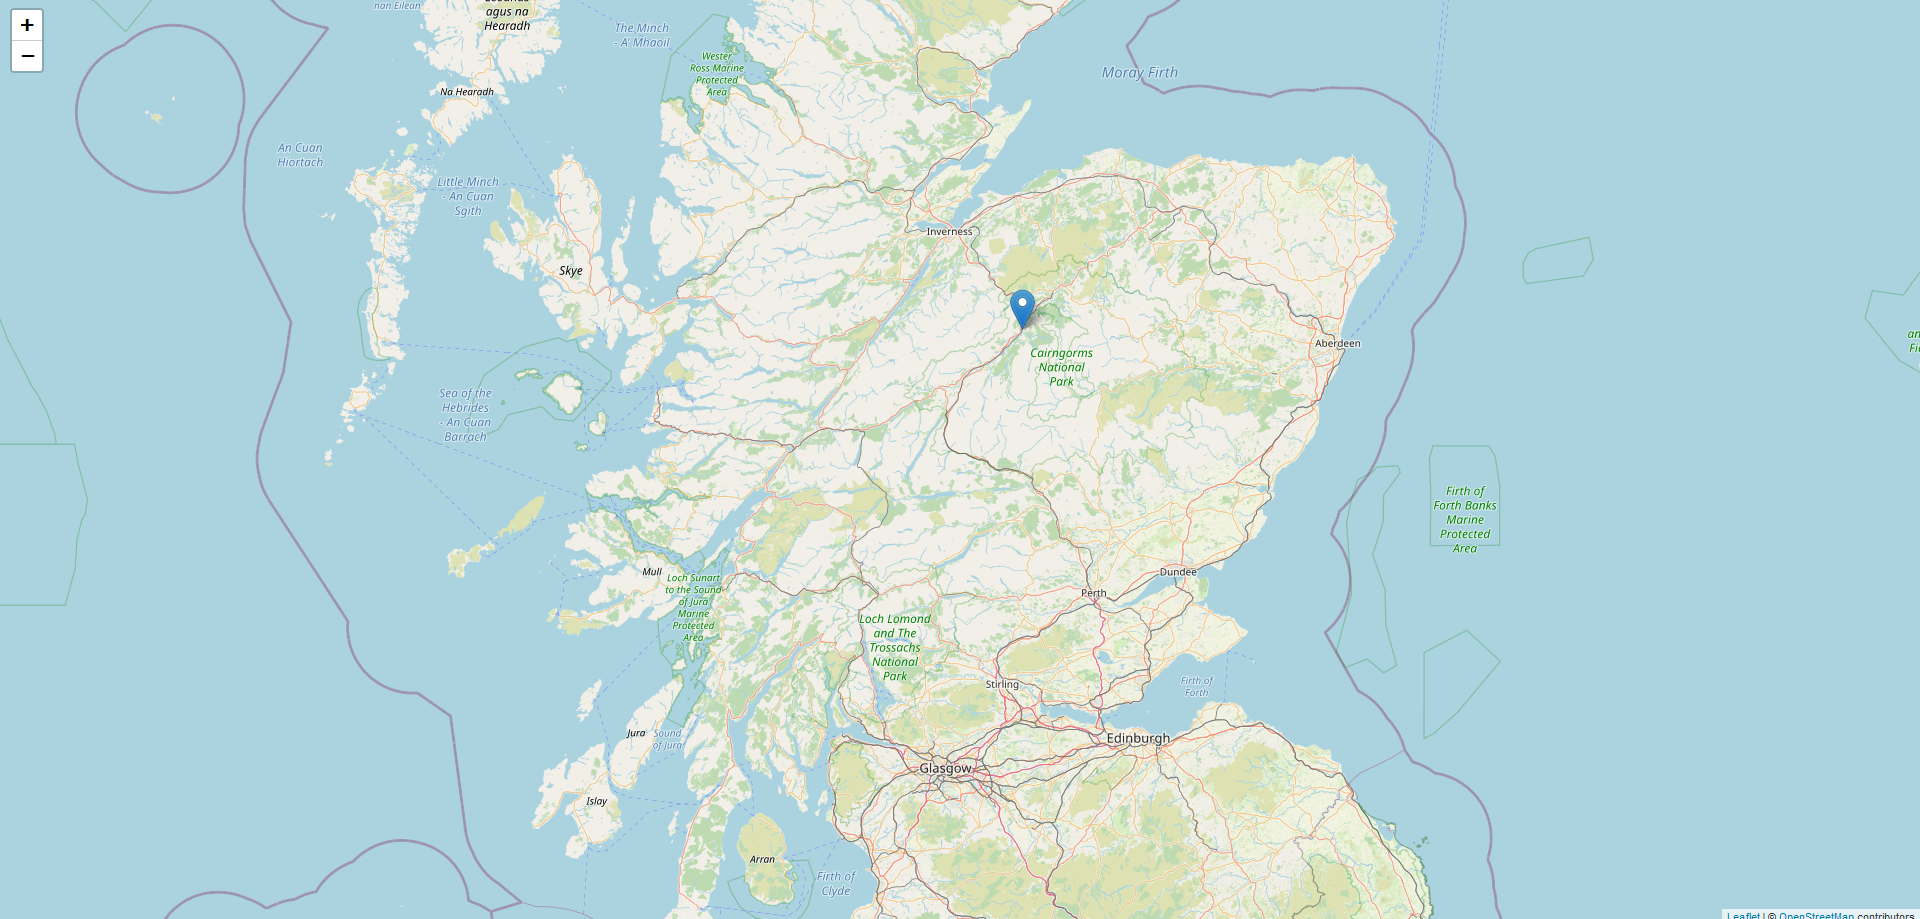 +
−
nan Eilean
agus na
Hearadh
The Minch
- A' Mhaoil
Wester
Ross Marine
Protected
Area
Moray Firth
Na Hearadh
An Cuan
Hiortach
Little Minch
- An Cuan
Sgìth
Inverness
Skye
Aberdeen
Cairngorms
National
Park
Sea of the
Hebrides
- An Cuan
Barrach
Firth of
Forth Banks
Marine
Protected
Area
Mull
Loch Sunart
to the Sound
of Jura
Marine
Protected
Area
Dundee
Perth
Loch Lomond
and The
Trossachs
National
Park
Stirling
Firth of
Forth
Jura
Sound
of Jura
Edinburgh
Glasgow
Islay
Arran
Firth of
Clyde
Leaflet | © OpenStreetMap contributors